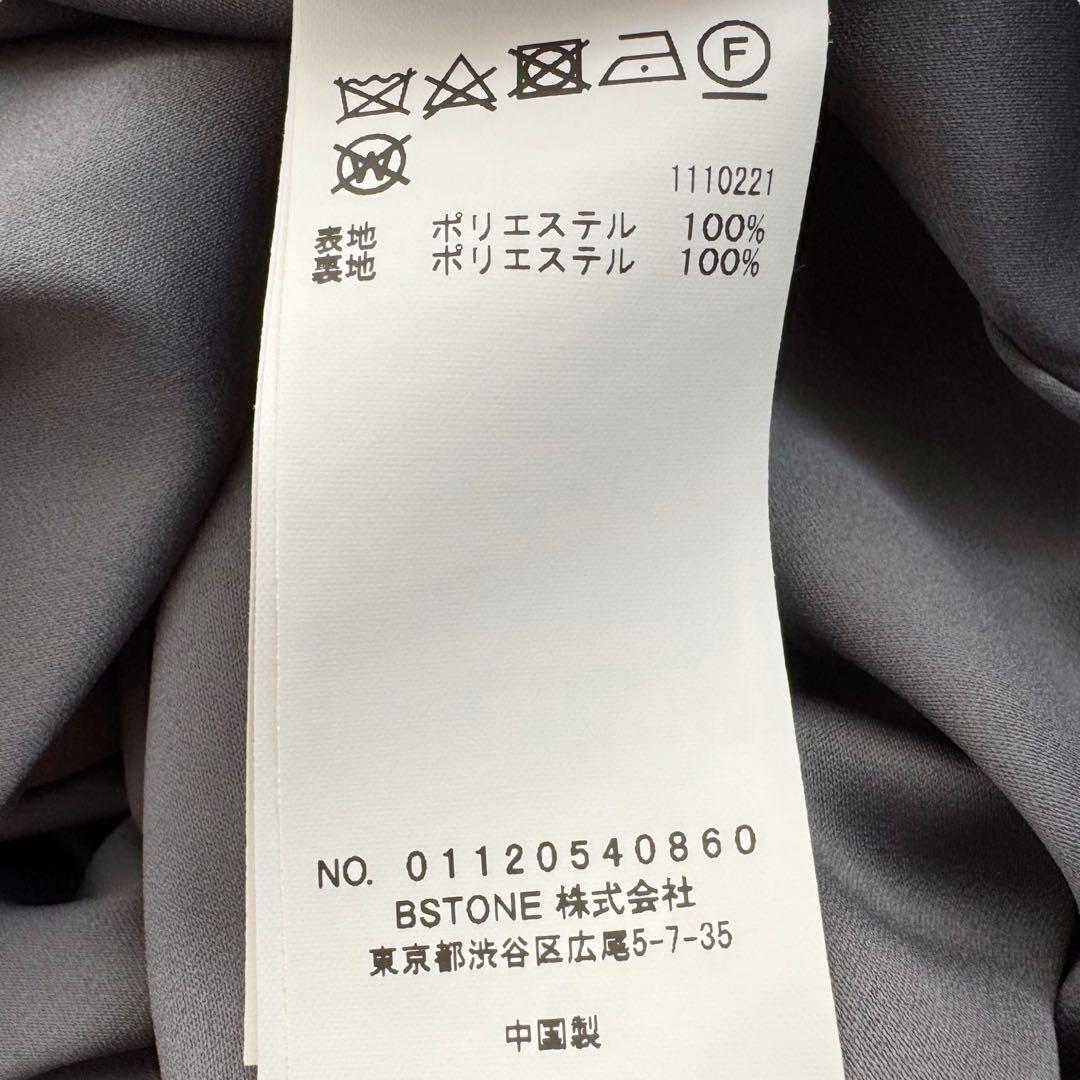 F
W
1110221
表地 ポリエステル 100%
裏地 ポリエステル 100%
NO. 01120540860
BSTONE 株式会社
東京都渋谷区広尾5-7-35
中国製